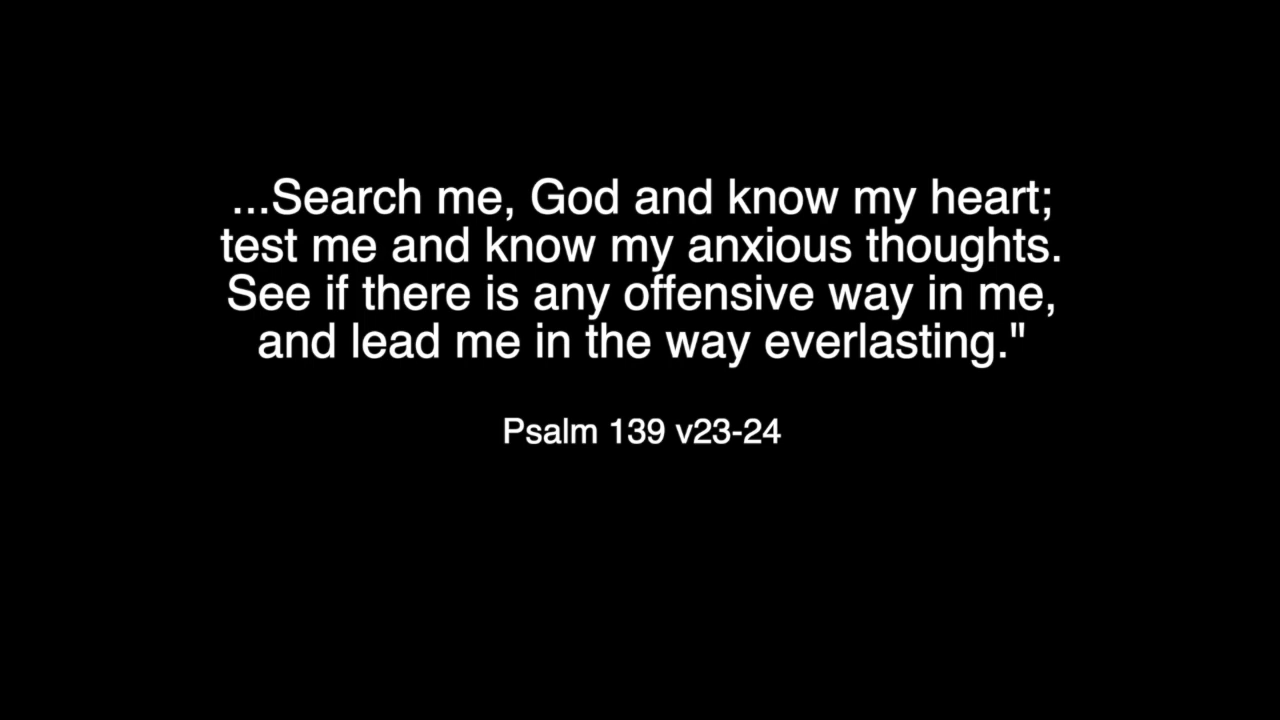 ...Search me, God and know my heart;
test me and know my anxious thoughts.
See if there is any offensive way in me,
and lead me in the way everlasting."
Psalm 139 v23-24